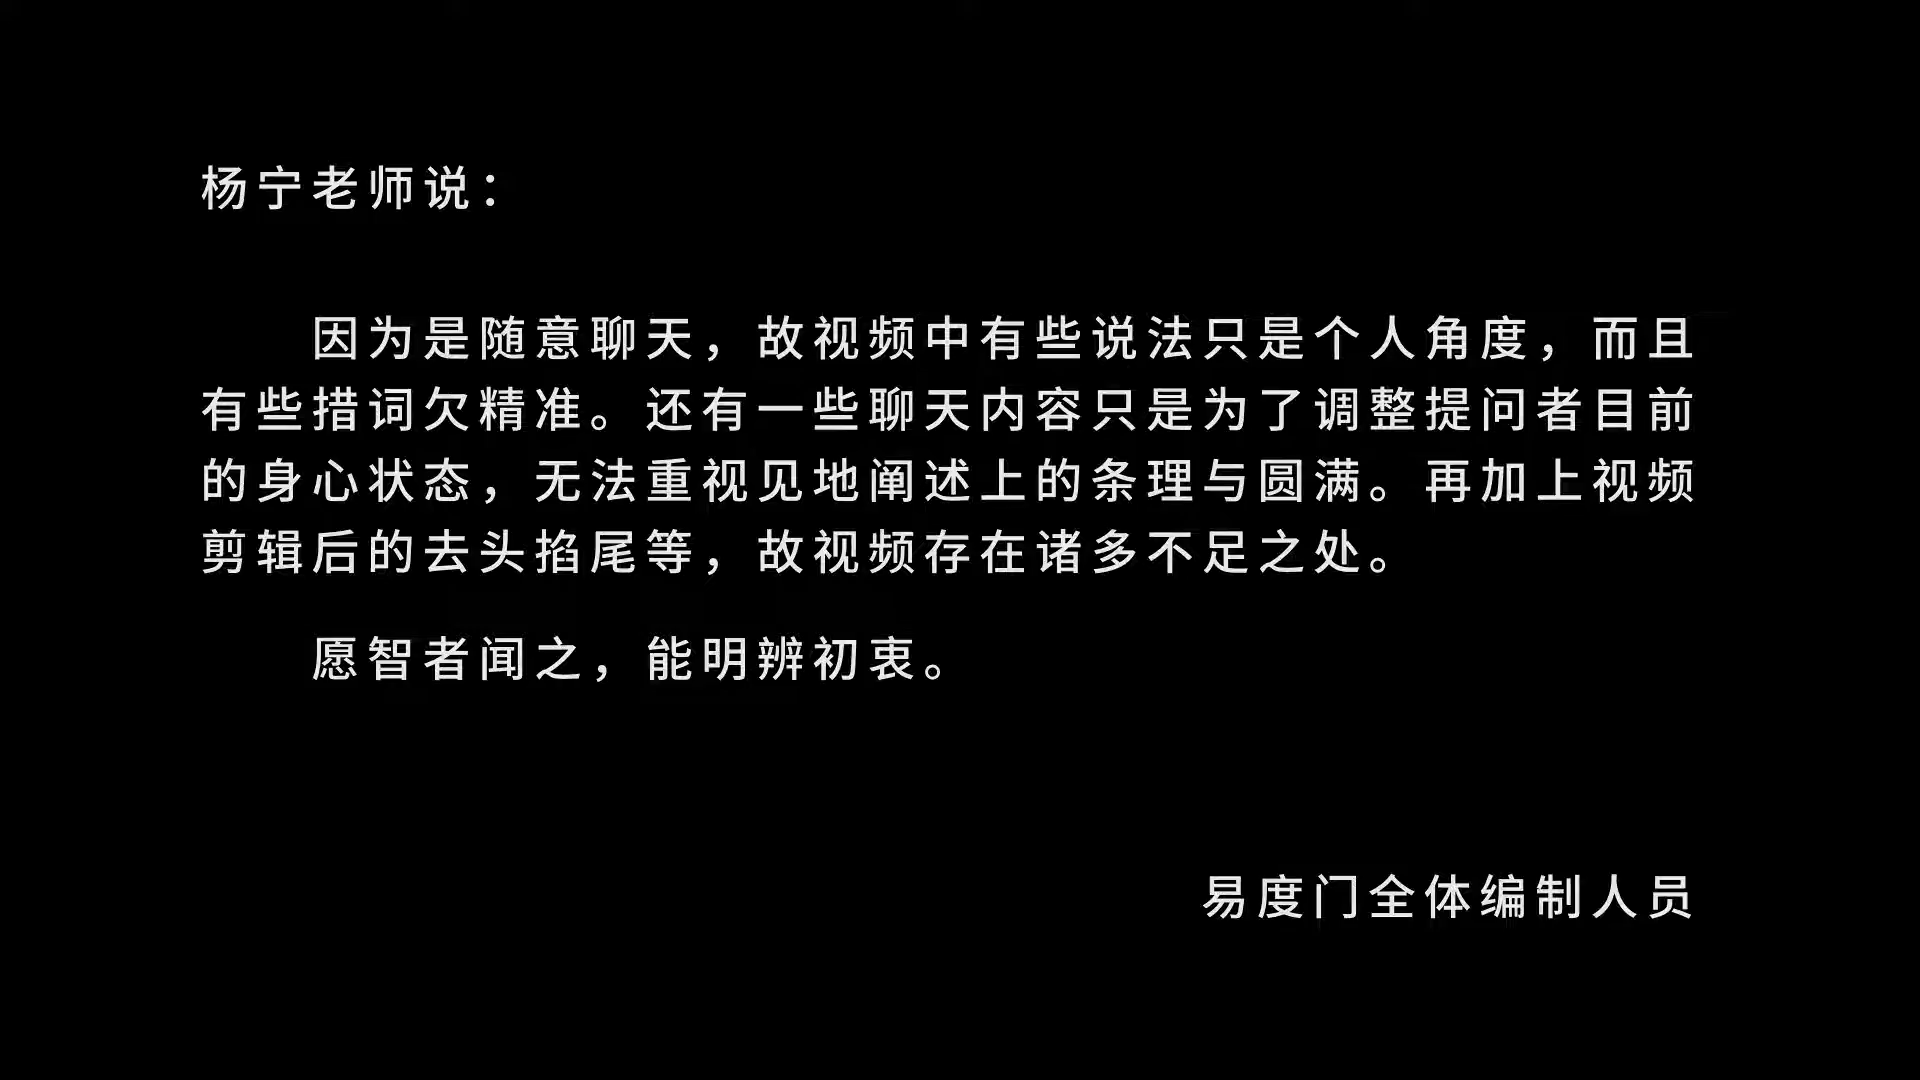 杨宁老师说：
因为是随意聊天，故视频中有些说法只是个人角度，而且
有些措词欠精准。还有一些聊天内容只是为了调整提问者目前
的身心状态，无法重视见地阐述上的条理与圆满。再加上视频
剪辑后的去头掐尾等，故视频存在诸多不足之处。
愿智者闻之，能明辨初衷。
易度门全体编制人员